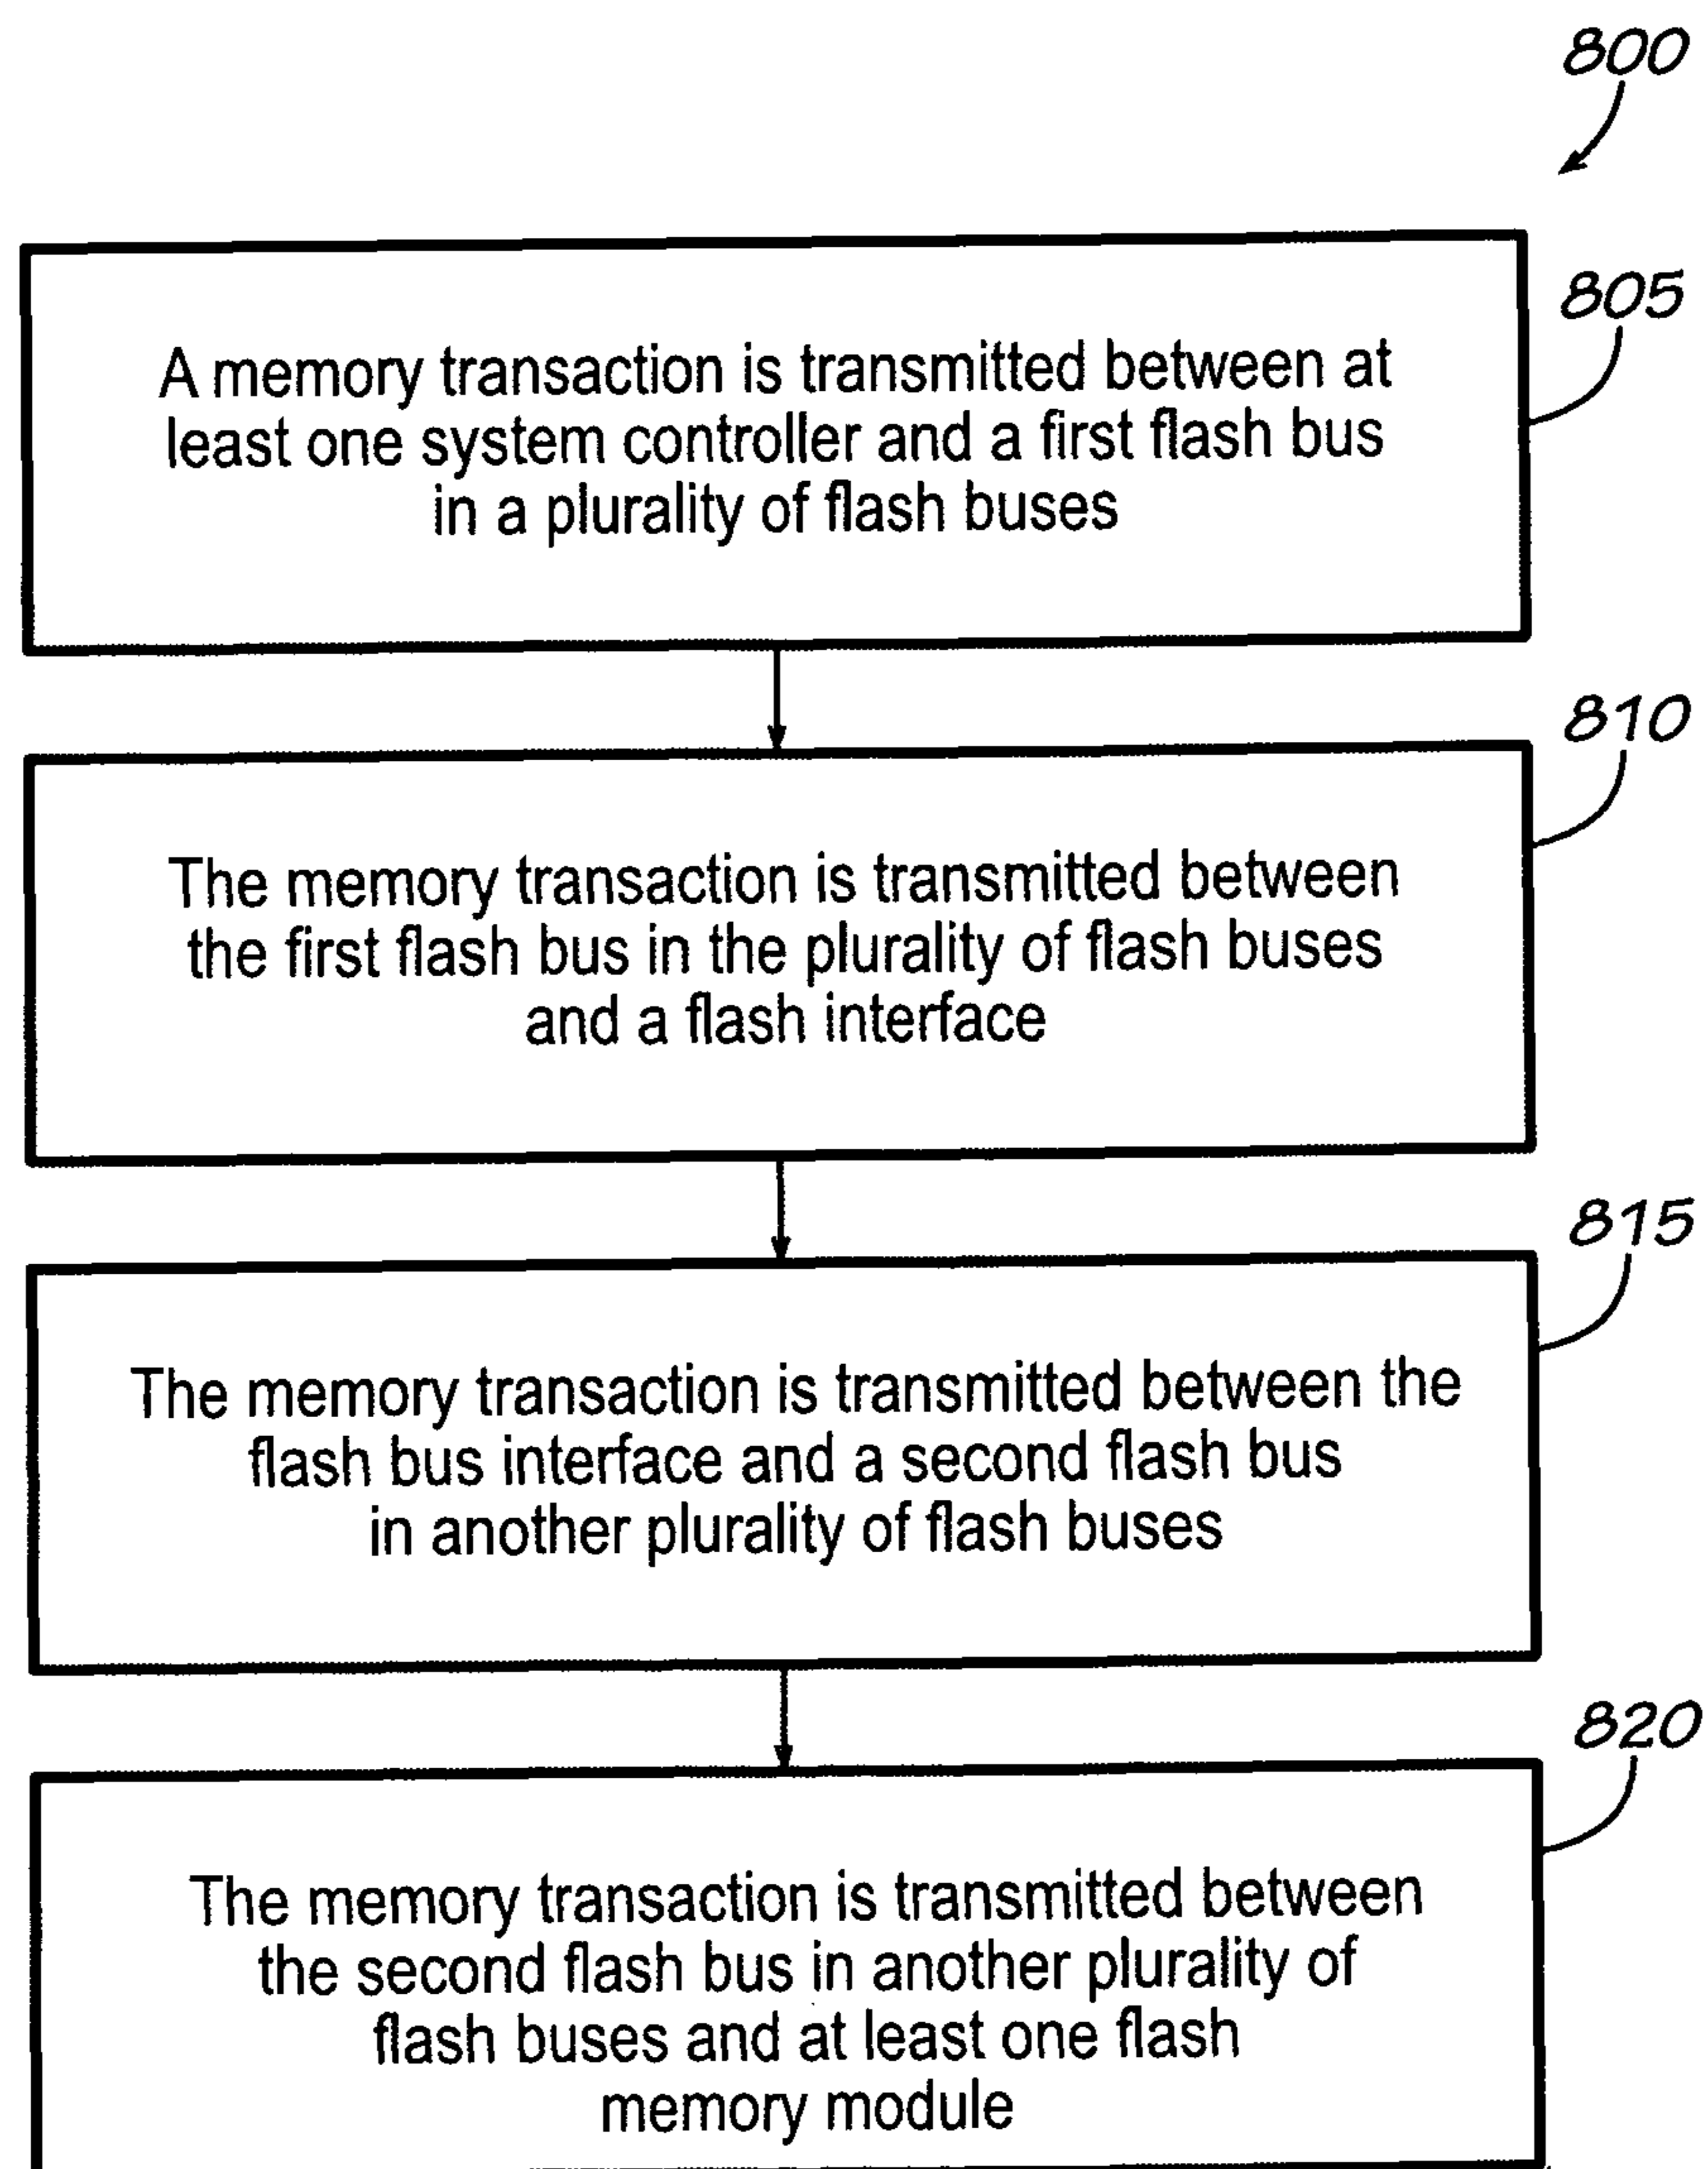 800
805
A memory transaction is transmitted between at
least one system controller and a first flash bus
in a plurality of flash buses
810
The memory transaction is transmitted between
the first flash bus in the plurality of flash buses
and a flash interface
815
The memory transaction is transmitted between the
flash bus interface and a second flash bus
in another plurality of flash buses
820
The memory transaction is transmitted between
the second flash bus in another plurality of
flash buses and at least one flash
memory module